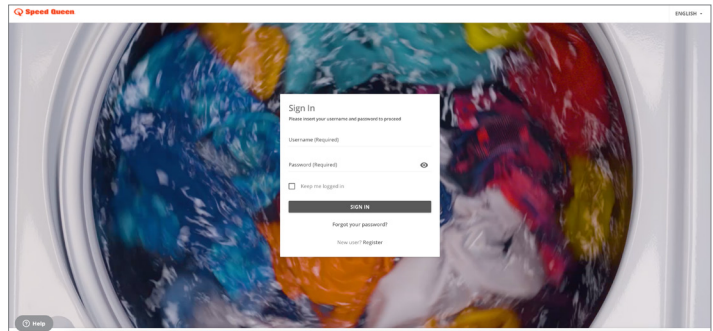 Speed Queen
ENGLISH
Sign In
Please insert your username and password to proceed
Username (Required)
Password (Required)
Keep me logged in
SIGN IN
Forgot your password?
New user? Register
Help